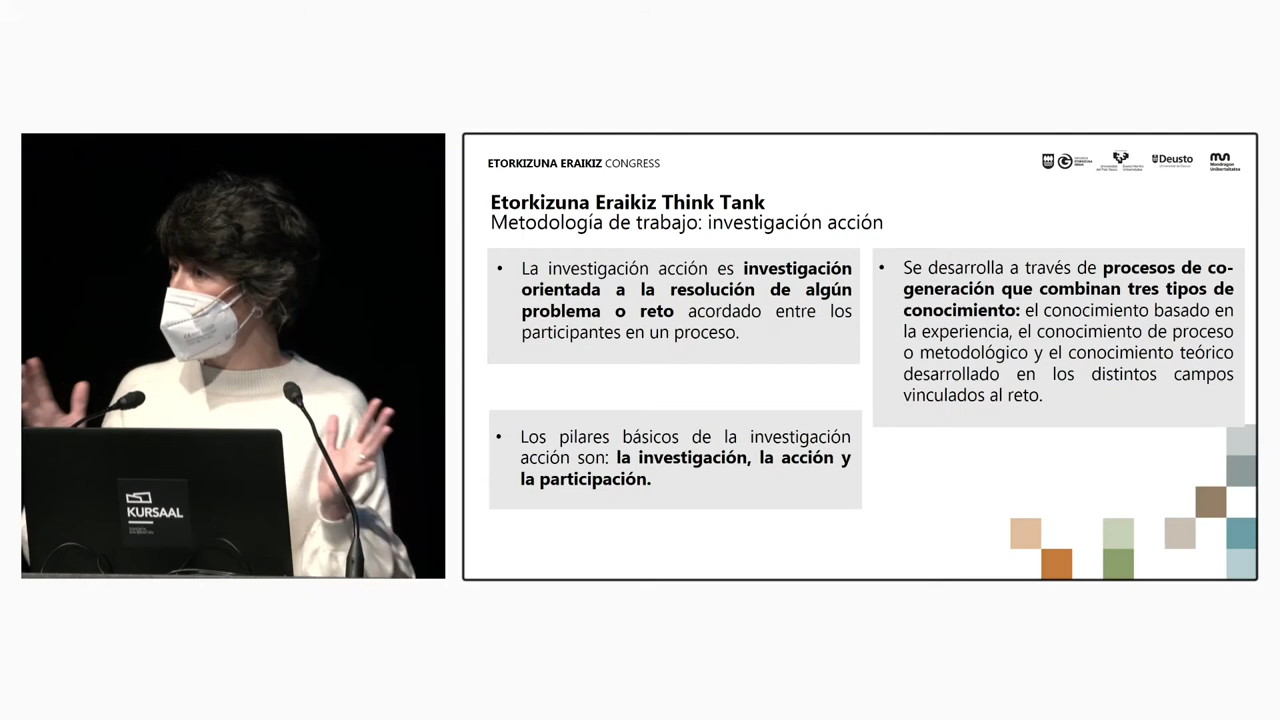 KURSAAL
ETORKIZUNA ERAIKIZ CONGRESS
Deusto
Mondragon
Unibertsitatea
Etorkizuna Eraikiz Think Tank
Metodología de trabajo: investigación acción
• La investigación acción es investigación
orientada a la resolución de algún
problema o reto acordado entre los
participantes en un proceso.
• Los pilares básicos de la investigación
acción son: la investigación, la acción y
la participación.
• Se desarrolla a través de procesos de co-
generación que combinan tres tipos de
conocimiento: el conocimiento basado en
la experiencia, el conocimiento de proceso
o metodológico y el conocimiento teórico
desarrollado en los distintos campos
vinculados al reto.